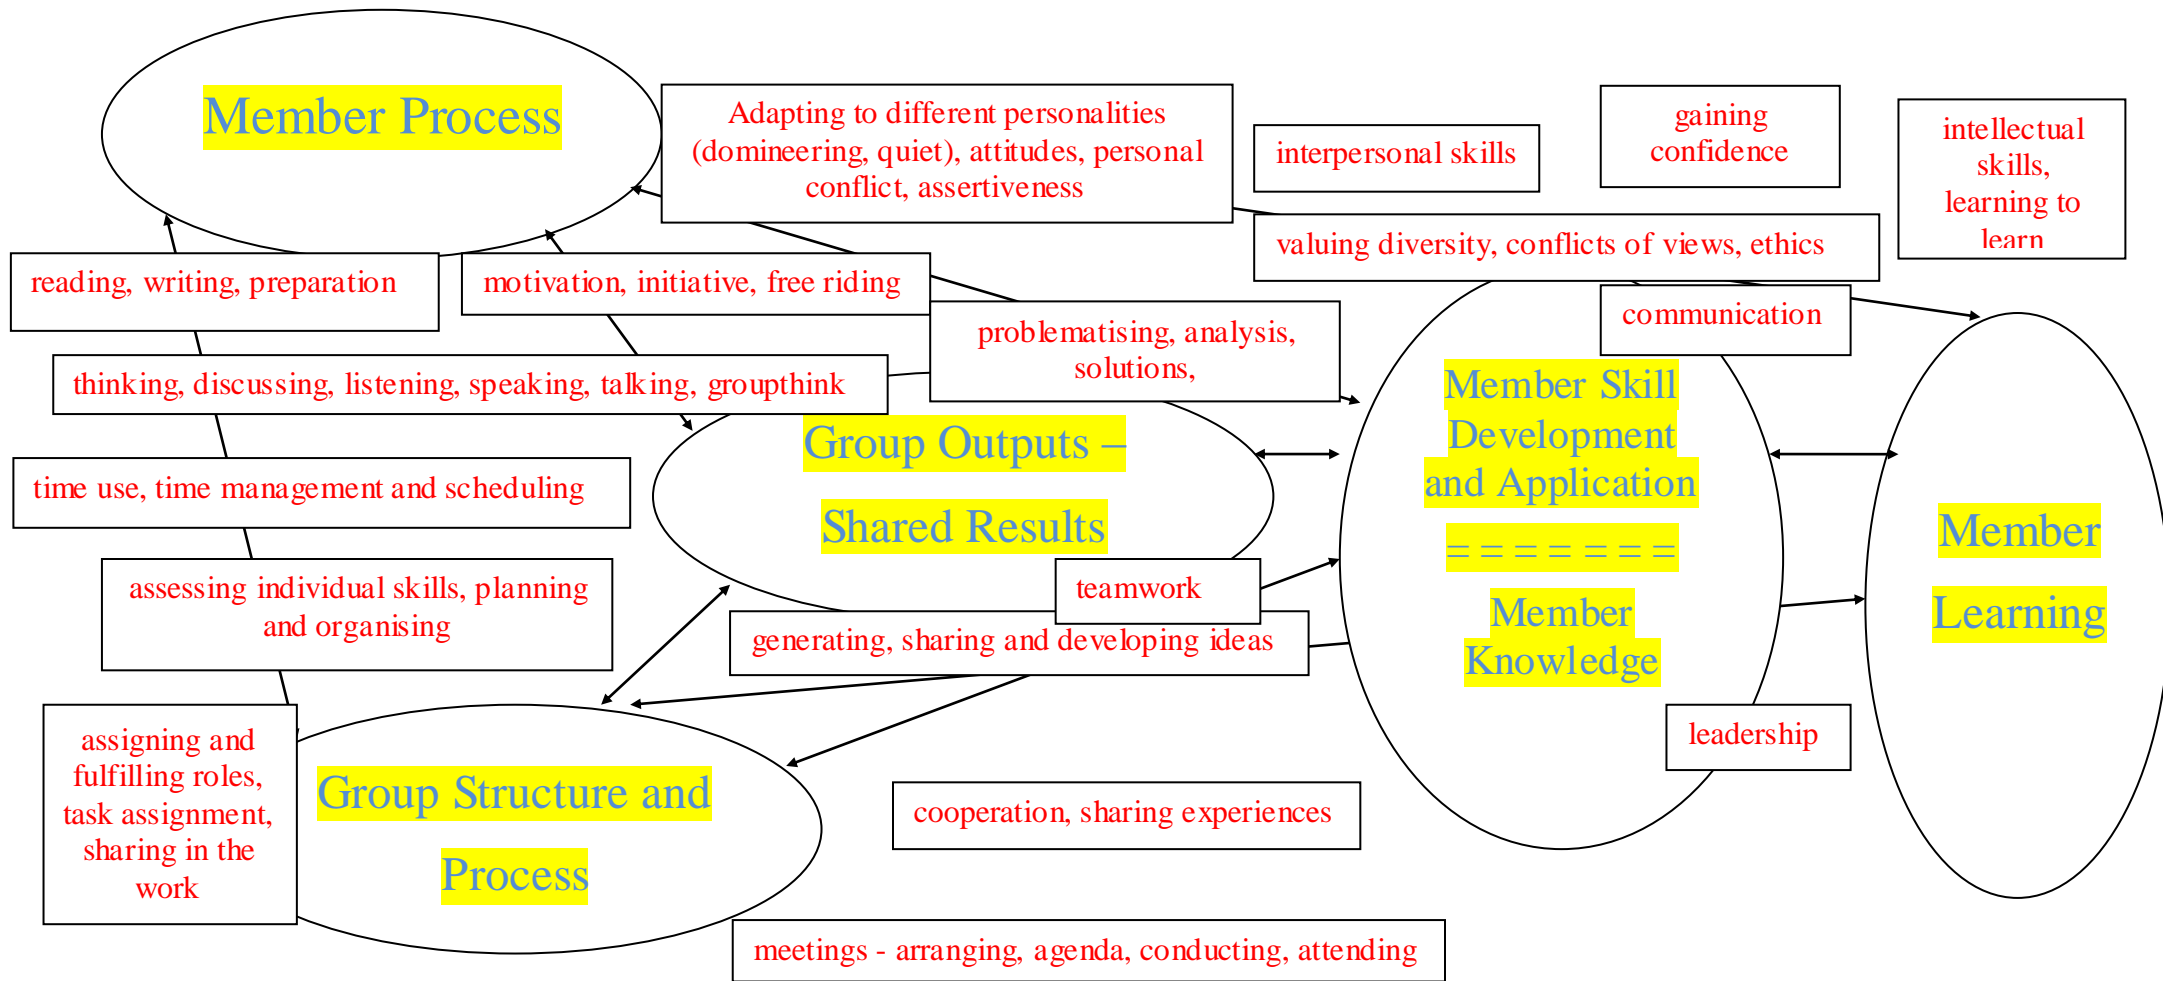 Member Process
Adapting to different personalities
(domineering, quiet), attitudes, personal
conflict, assertiveness
interpersonal skills
gaining
confidence
intellectual
skills,
learning to
learn
valuing diversity, conflicts of views, ethics
reading, writing, preparation
motivation, initiative, free riding
communication
problematising, analysis,
solutions,
thinking, discussing, listening, speaking, talking, groupthink
Group Outputs –
Shared Results
Member Skill
Development
and Application
= = = = = = =
Member
Knowledge
Member
Learning
time use, time management and scheduling
assessing individual skills, planning
and organising
teamwork
generating, sharing and developing ideas
assigning and
fulfilling roles,
task assignment,
sharing in the
work
Group Structure and
Process
leadership
cooperation, sharing experiences
meetings - arranging, agenda, conducting, attending